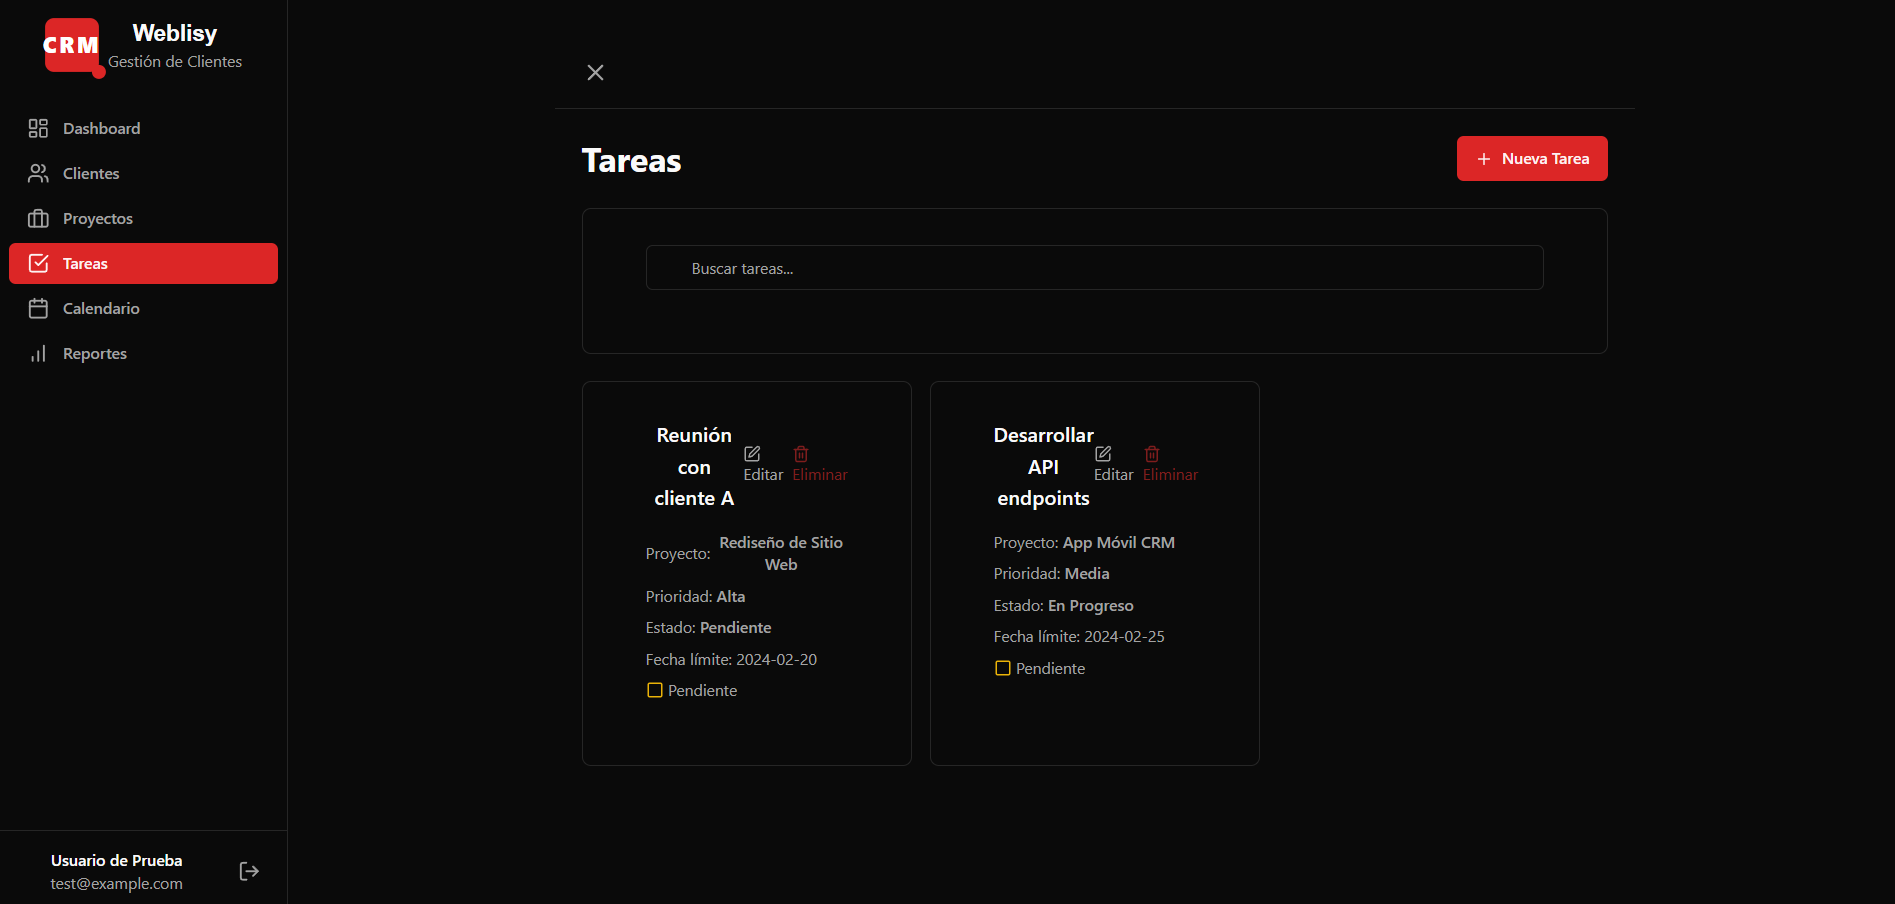 CRM
Weblisy
Gestión de Clientes
Dashboard
Clientes
Proyectos
Tareas
Calendario
Reportes
Usuario de Prueba
test@example.com
Tareas
Nueva Tarea
Buscar tareas...
Reunión
con
cliente A
Editar
Eliminar
Proyecto: Rediseño de Sitio
Web
Prioridad: Alta
Estado: Pendiente
Fecha límite: 2024-02-20
Pendiente
Desarrollar
API
endpoints
Editar
Eliminar
Proyecto: App Móvil CRM
Prioridad: Media
Estado: En Progreso
Fecha límite: 2024-02-25
Pendiente